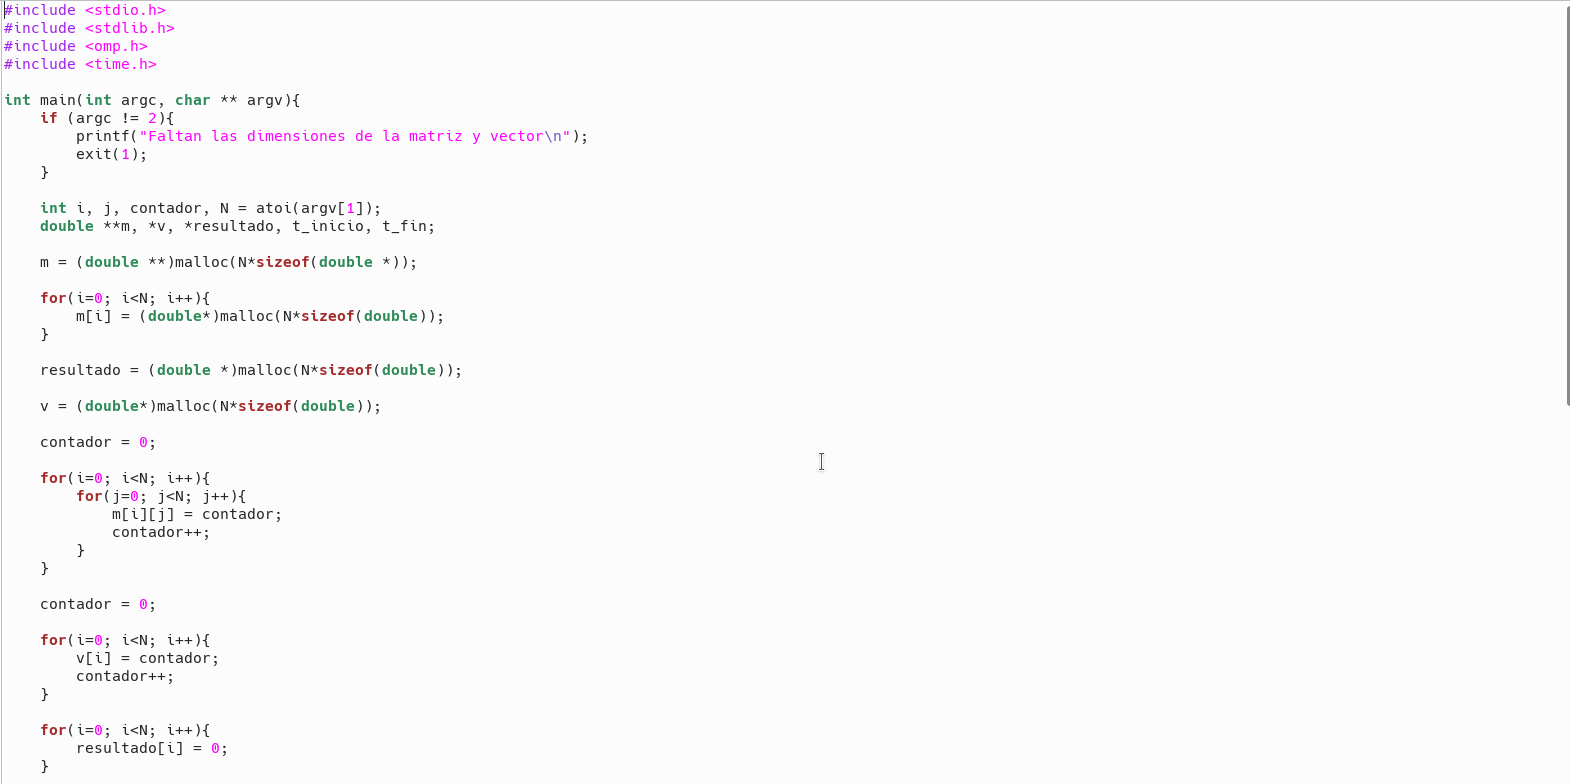 #include <stdio.h>
#include <stdlib.h>
#include <omp.h>
#include <time.h>

int main(int argc, char ** argv){
    if (argc != 2){
        printf("Faltan las dimensiones de la matriz y vector\n");
        exit(1);
    }

    int i, j, contador, N = atoi(argv[1]);
    double **m, *v, *resultado, t_inicio, t_fin;

    m = (double **)malloc(N*sizeof(double *));

    for(i=0; i<N; i++){
        m[i] = (double*)malloc(N*sizeof(double));
    }

    resultado = (double *)malloc(N*sizeof(double));

    v = (double*)malloc(N*sizeof(double));

    contador = 0;

    for(i=0; i<N; i++){
        for(j=0; j<N; j++){
            m[i][j] = contador;
            contador++;
        }
    }

    contador = 0;

    for(i=0; i<N; i++){
        v[i] = contador;
        contador++;
    }

    for(i=0; i<N; i++){
        resultado[i] = 0;
    }